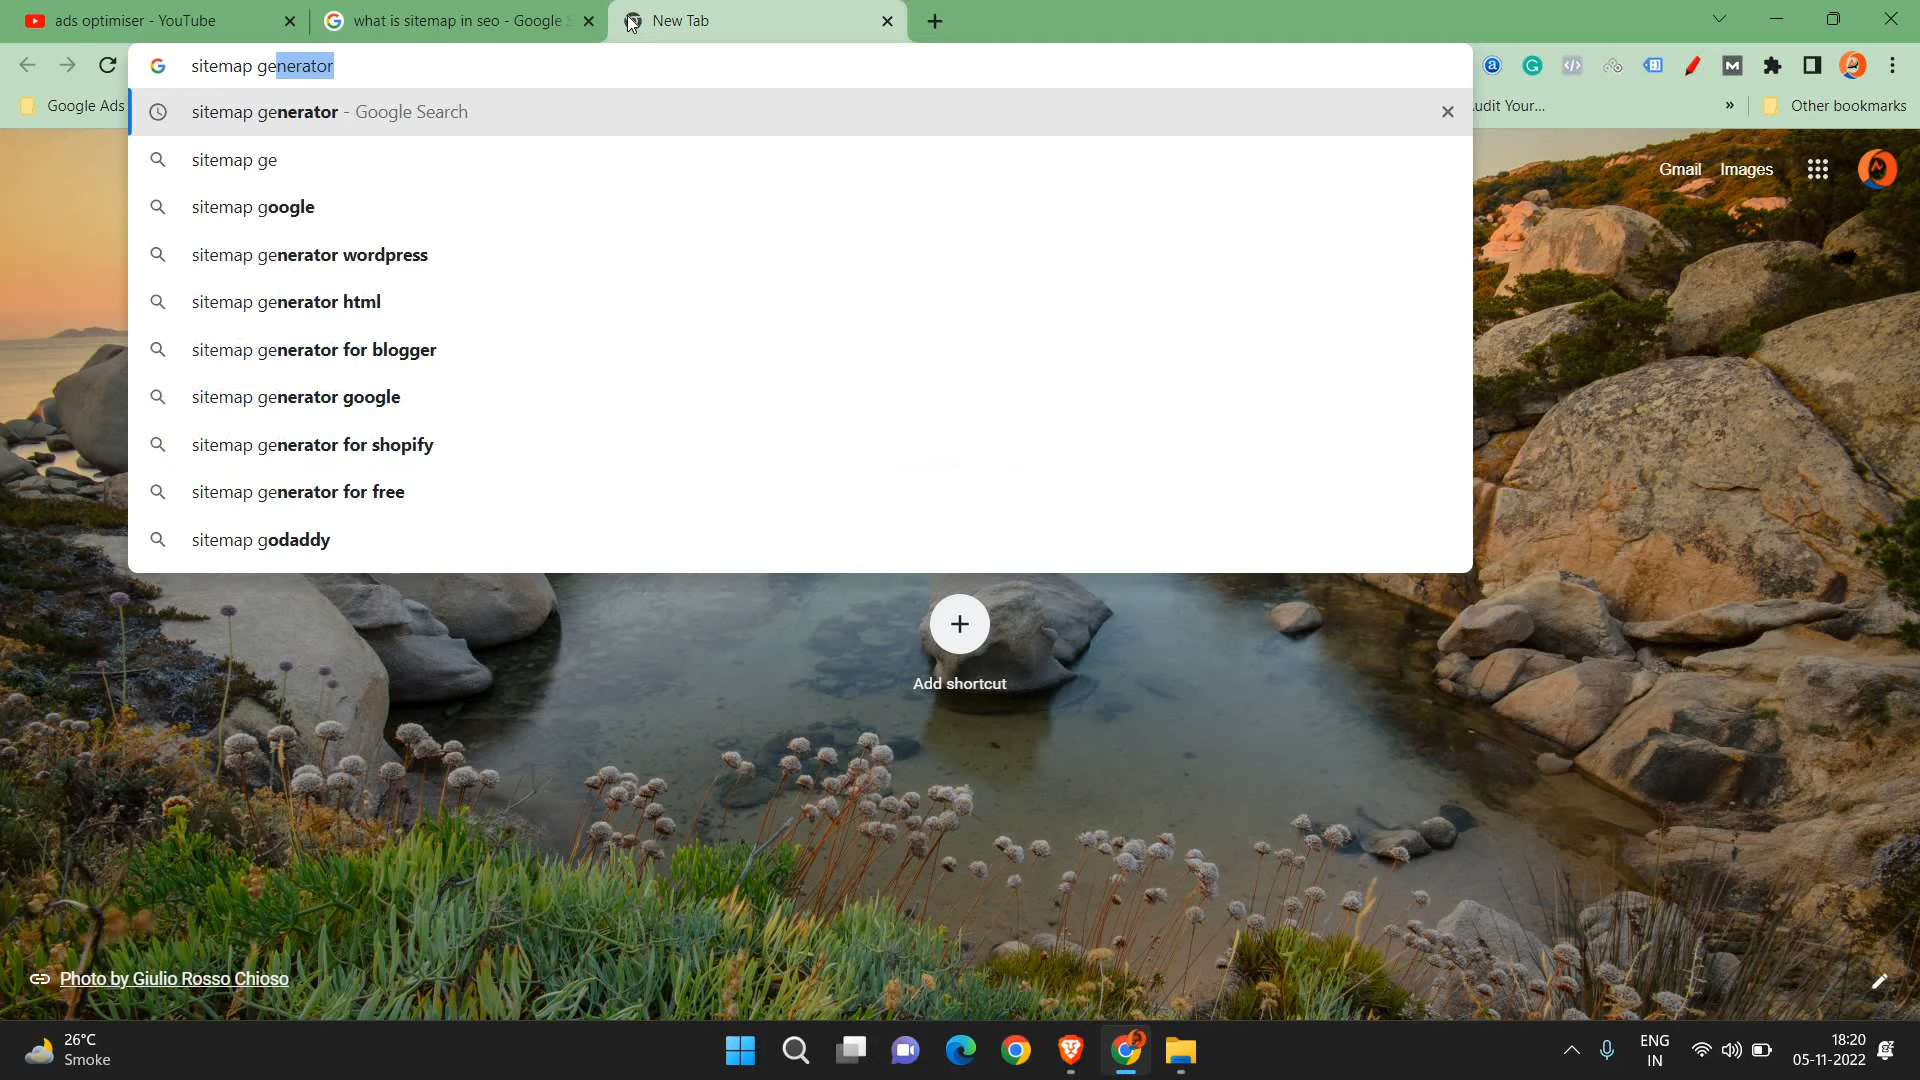 ads optimiser - YouTube
what is sitemap in seo - Google S
New Tab
sitemap generator
Google Ads
udit Your...
»
Other bookmarks
sitemap generator - Google Search
sitemap ge
sitemap google
sitemap generator wordpress
sitemap generator html
sitemap generator for blogger
sitemap generator google
sitemap generator for shopify
sitemap generator for free
sitemap godaddy
Gmail Images
Add shortcut
Photo by Giulio Rosso Chioso
26°C
Smoke
ENG
IN
18:20
05-11-2022